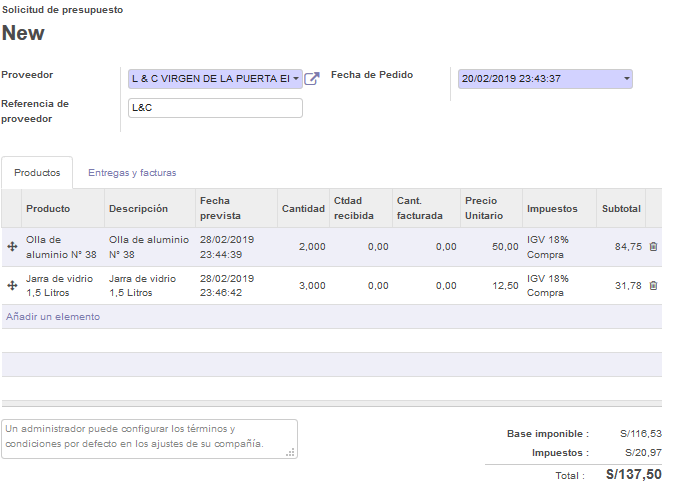 Solicitud de presupuesto
New
Proveedor
L & C VIRGEN DE LA PUERTA EI
Fecha de Pedido
20/02/2019 23:43:37
Referencia de
proveedor
L&C
Productos
Entregas y facturas
Producto Descripción Fecha prevista Cantidad Ctdad recibida Cant. facturada Precio Unitario Impuestos Subtotal
Olla de aluminio N° 38 Olla de aluminio N° 38 28/02/2019 23:44:39 2,000 0,00 0,00 50,00 IGV 18% Compra 84,75
Jarra de vidrio 1,5 Litros Jarra de vidrio 1,5 Litros 28/02/2019 23:46:42 3,000 0,00 0,00 12,50 IGV 18% Compra 31,78
Añadir un elemento
Un administrador puede configurar los términos y
condiciones por defecto en los ajustes de su compañía.
Base imponible : S/116,53
Impuestos : S/20,97
Total : S/137,50